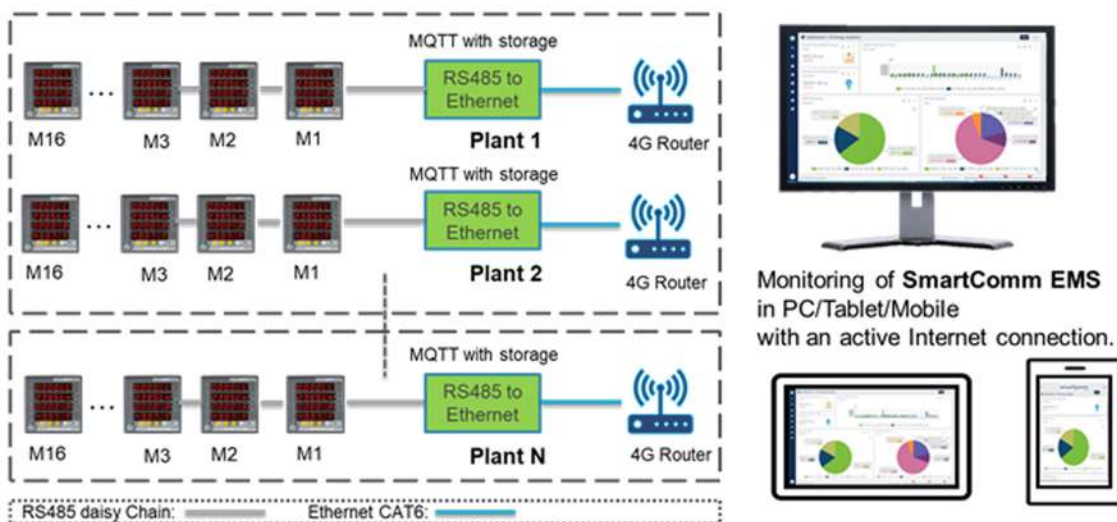 MQTT with storage
RS485 to
Ethernet
...
M16
M3
M2
M1
Plant 1
4G Router
MQTT with storage
RS485 to
Ethernet
...
M16
M3
M2
M1
Plant 2
4G Router
MQTT with storage
RS485 to
Ethernet
...
M16
M3
M2
M1
Plant N
4G Router
RS485 daisy Chain:
Ethernet CAT6:
Monitoring of SmartComm EMS
in PC/Tablet/Mobile
with an active Internet connection.